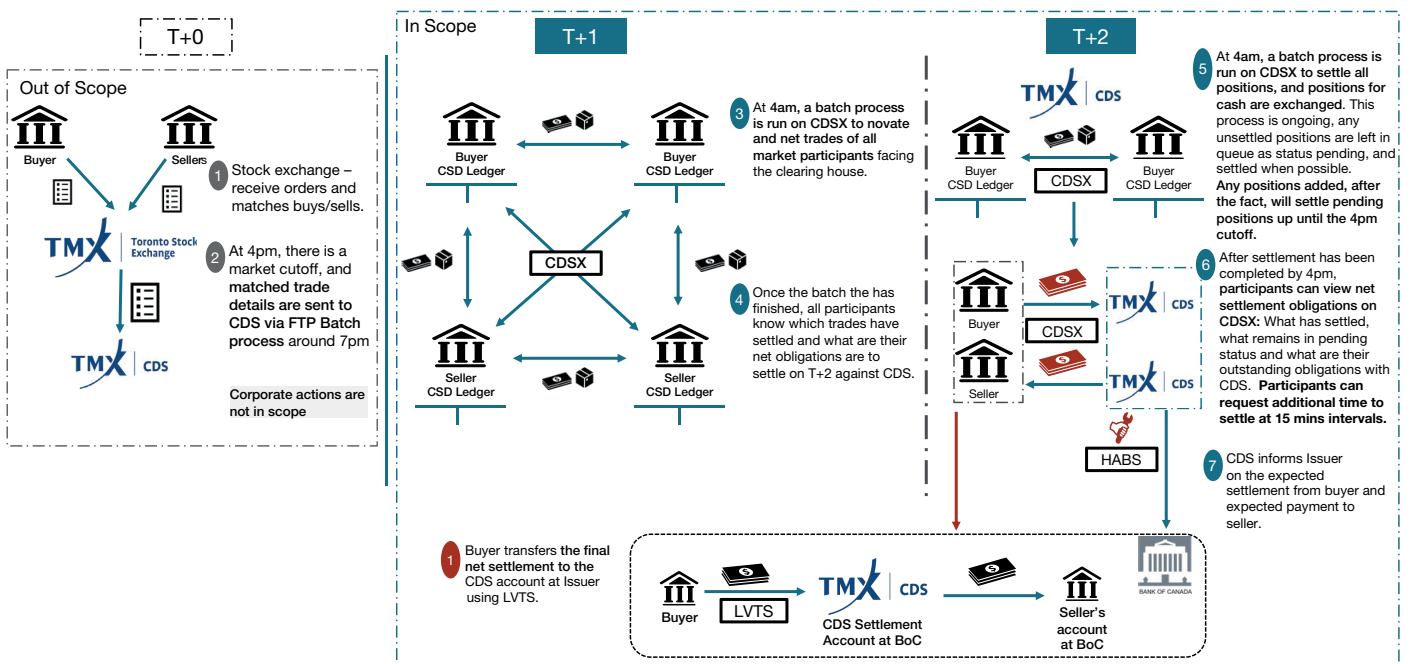 T+0
Out of Scope
Buyer
Sellers
1
Stock exchange –
receive orders and
matches buys/sells.
TMX
Toronto Stock
Exchange
2
At 4pm, there is a
market cutoff, and
matched trade
details are sent to
CDS via FTP Batch
process around 7pm
TMX
CDS
Corporate actions are
not in scope
In Scope
T+1
Buyer
CSD Ledger
Buyer
CSD Ledger
CDSX
Seller
CSD Ledger
Seller
CSD Ledger
3
At 4am, a batch process
is run on CDSX to novate
and net trades of all
market participants facing
the clearing house.
4
Once the batch the has
finished, all participants
know which trades have
settled and what are their
net obligations are to
settle on T+2 against CDS.
T+2
TMX
CDS
Buyer
CSD Ledger
Buyer
CSD Ledger
CDSX
5
At 4am, a batch process is
run on CDSX to settle all
positions, and positions for
cash are exchanged. This
process is ongoing, any
unsettled positions are left in
queue as status pending, and
settled when possible.
Any positions added, after
the fact, will settle pending
positions up until the 4pm
cutoff.
Buyer
CDSX
Seller
TMX
CDS
TMX
CDS
HABS
6
After settlement has been
completed by 4pm,
participants can view net
settlement obligations on
CDSX: What has settled,
what remains in pending
status and what are their
outstanding obligations with
CDS. Participants can
request additional time to
settle at 15 mins intervals.
7
CDS informs Issuer
on the expected
settlement from buyer and
expected payment to
seller.
1
Buyer transfers the final
net settlement to the
CDS account at Issuer
using LVTS.
Buyer
LVTS
TMX
CDS
CDS Settlement
Account at BoC
Seller's
account
at BoC
BANK OF CANADA